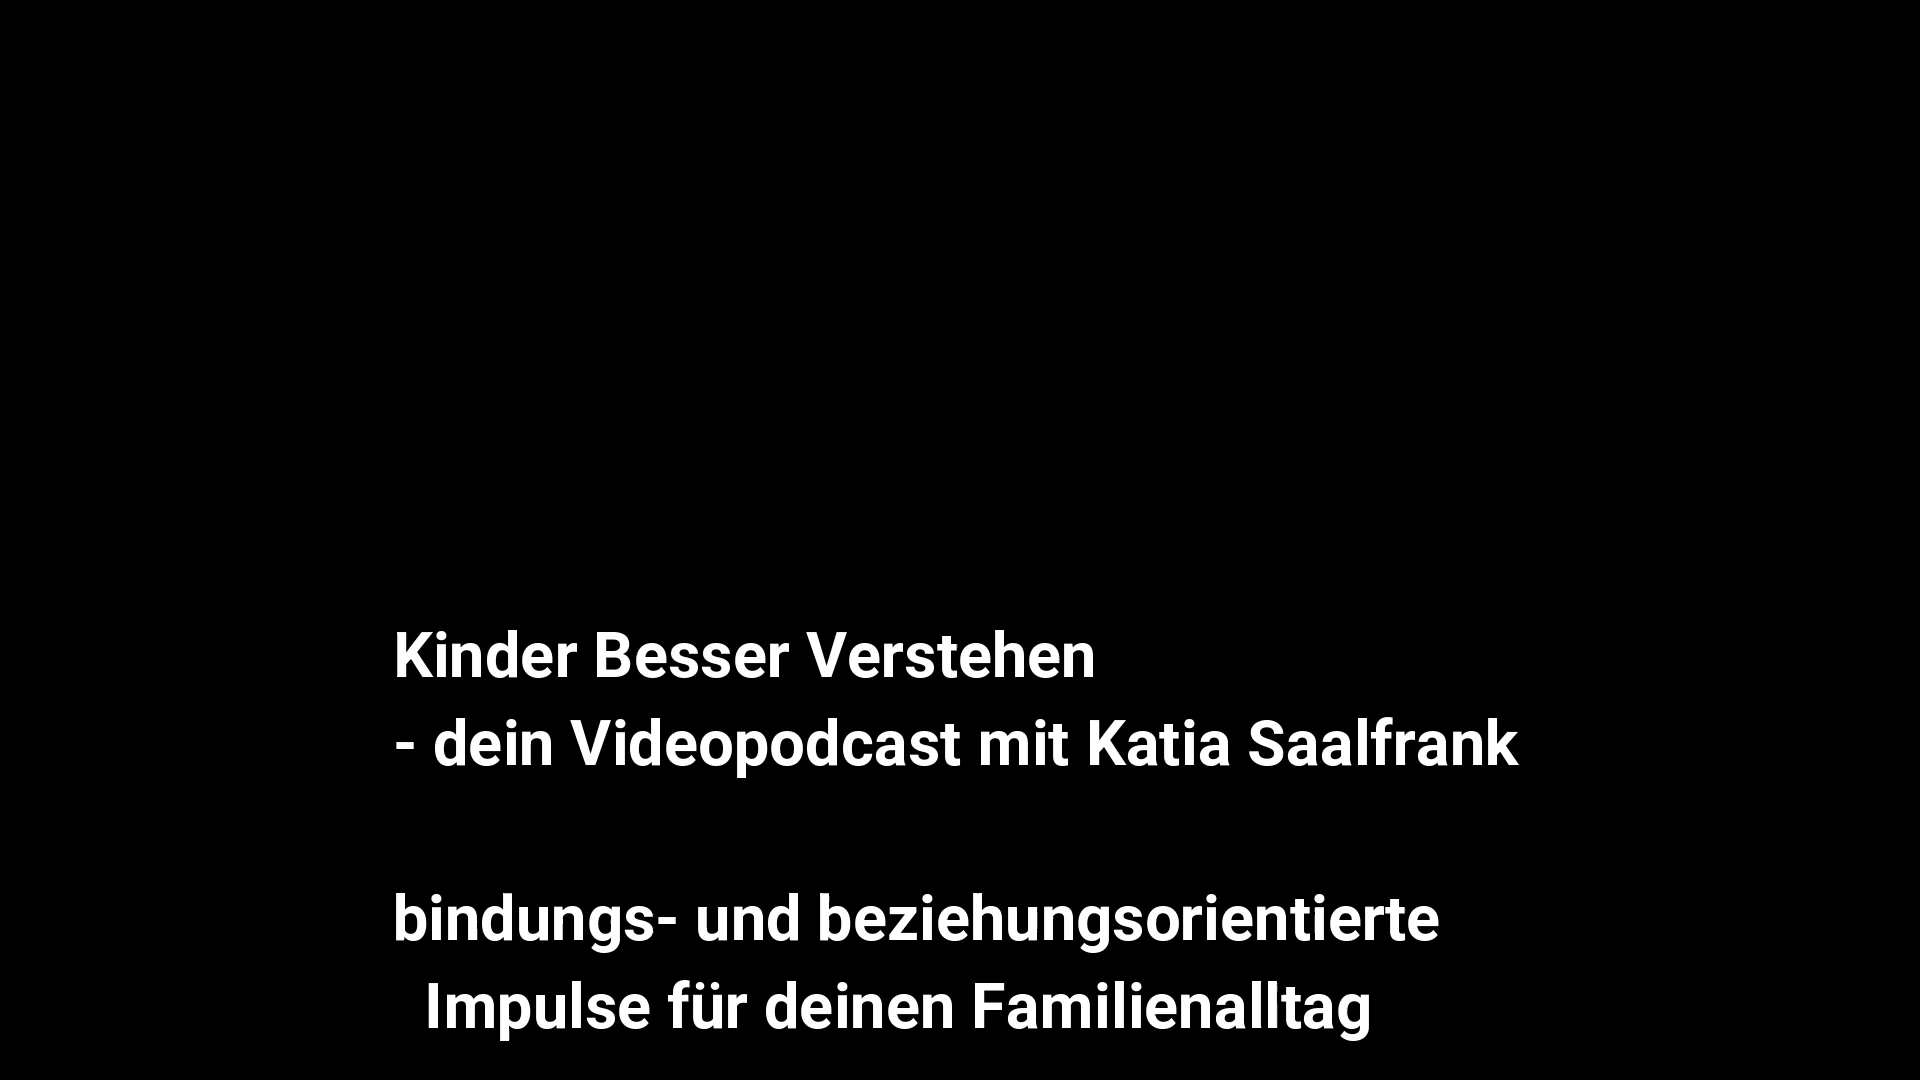 Kinder Besser Verstehen
- dein Videopodcast mit Katia Saalfrank
bindungs- und beziehungsorientierte
Impulse für deinen Familienalltag